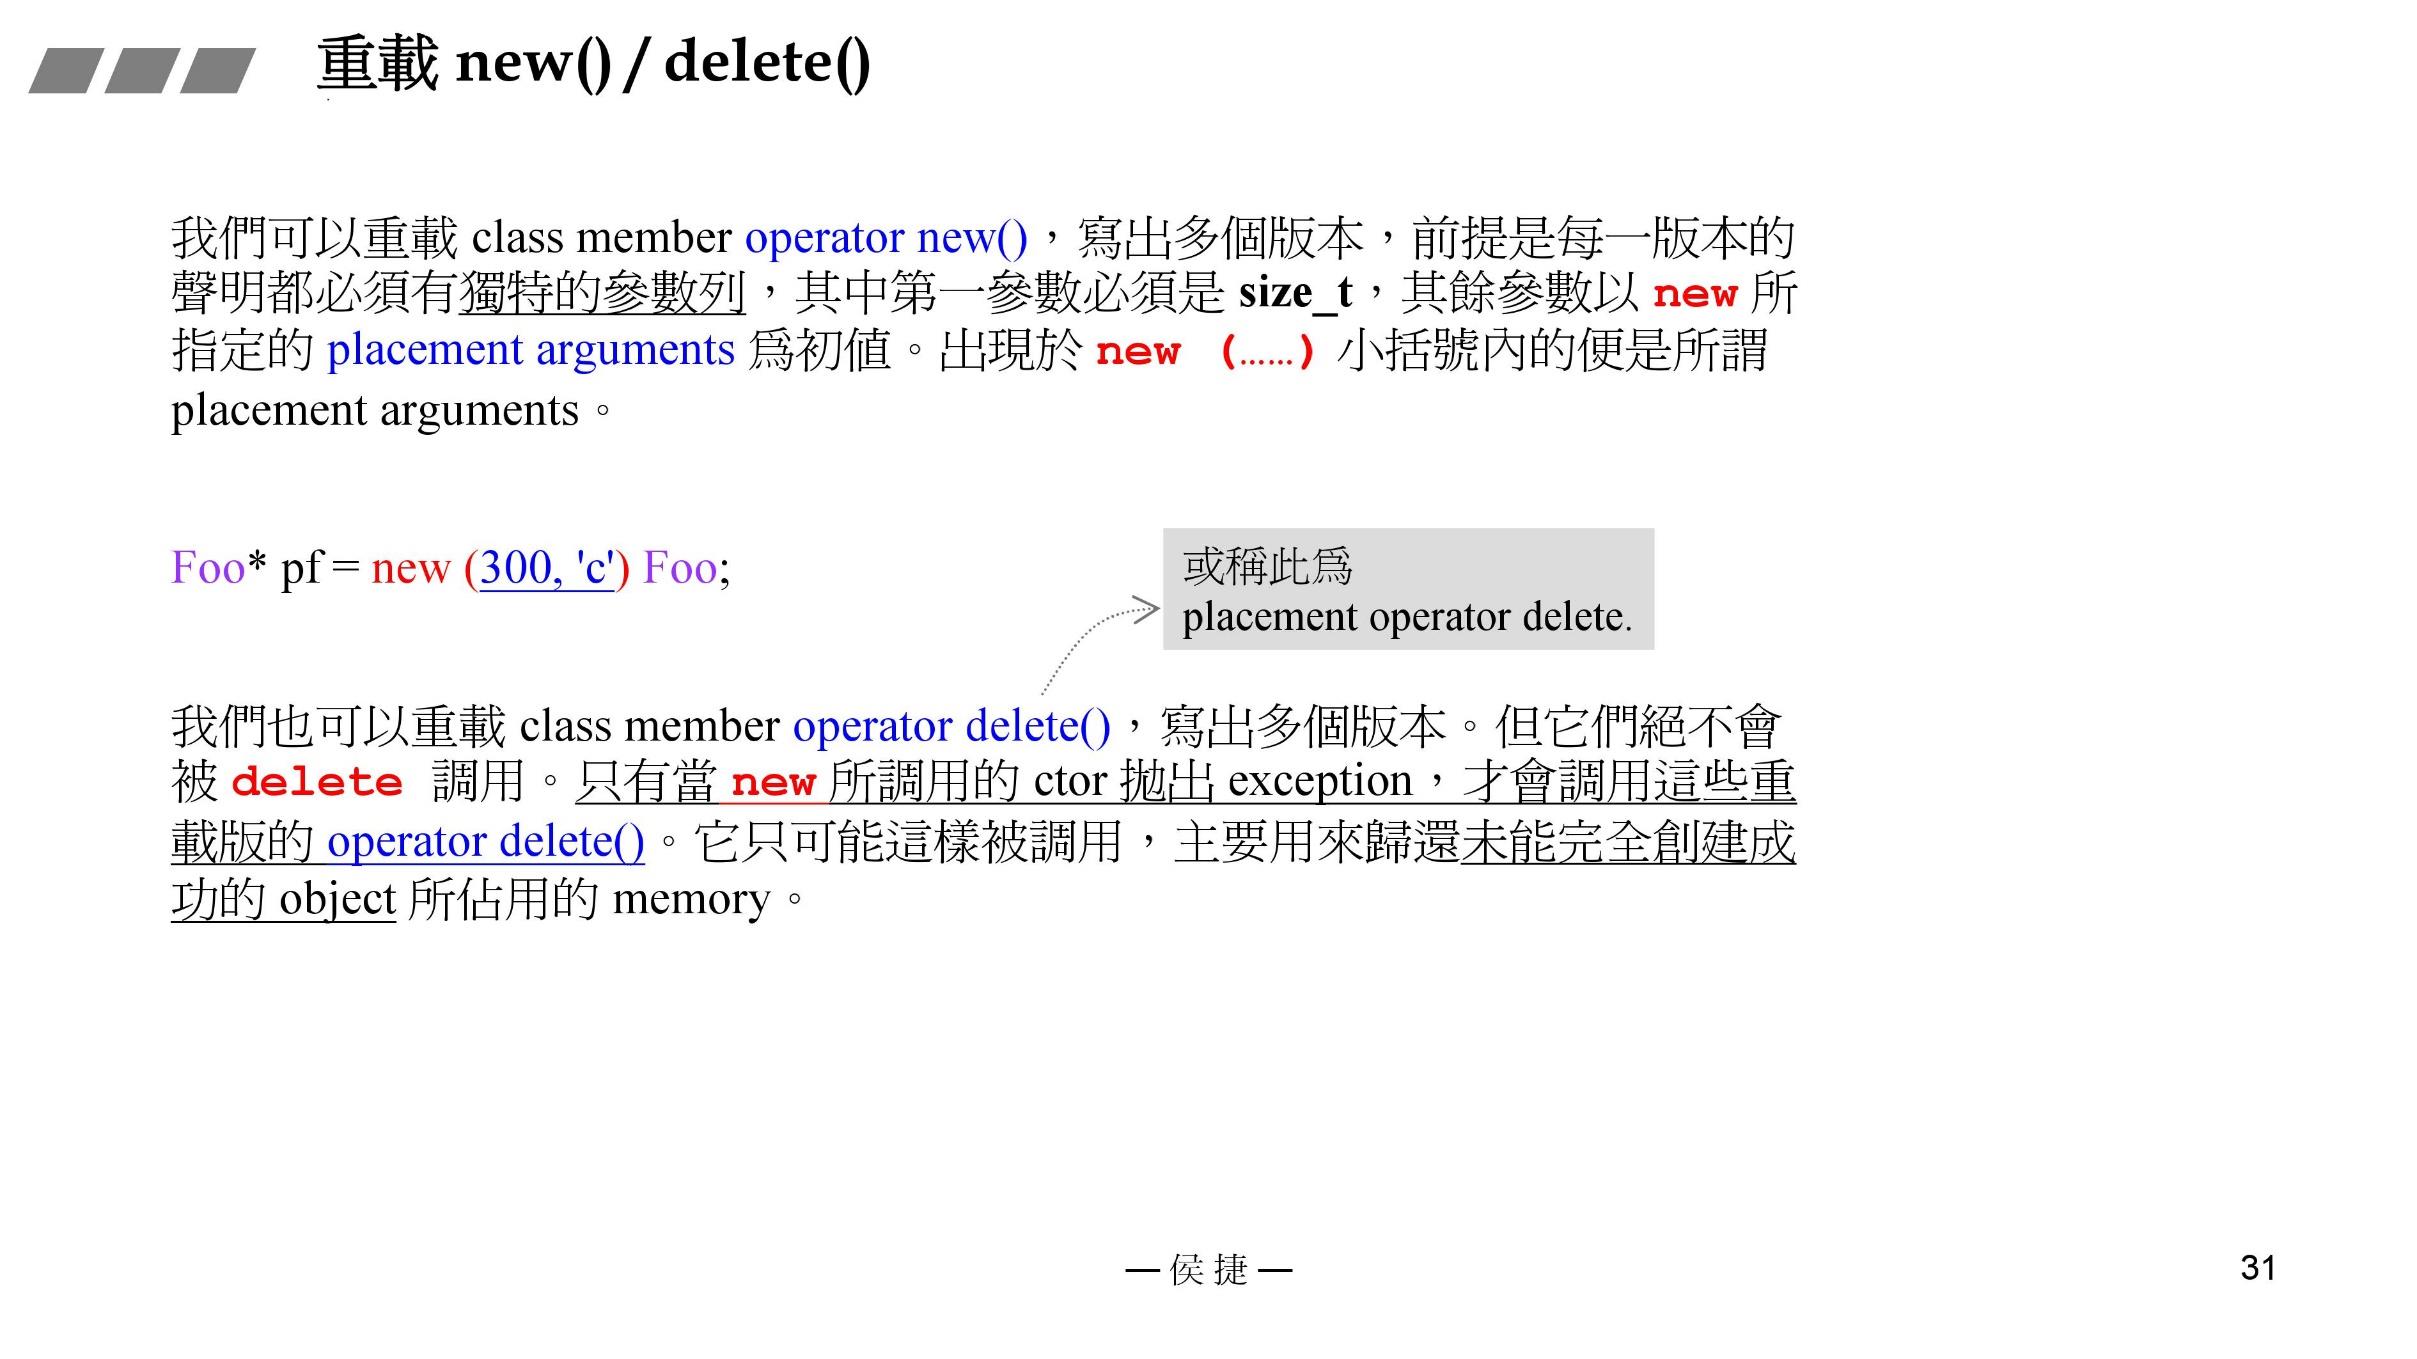 重載 new() / delete()
我們可以重載 class member operator new()，寫出多個版本，前提是每一版本的
聲明都必須有獨特的參數列，其中第一參數必須是 size_t，其餘參數以 new 所
指定的 placement arguments 爲初值。出現於 new (......) 小括號內的便是所謂
placement arguments。
Foo* pf = new (300, 'c') Foo;
或稱此爲
placement operator delete.
我們也可以重載 class member operator delete()，寫出多個版本。但它們絕不會
被 delete 調用。只有當 new 所調用的 ctor 拋出 exception，才會調用這些重
載版的 operator delete()。它只可能這樣被調用，主要用來歸還未能完全創建成
功的 object 所佔用的 memory。
— 侯 捷 —
31